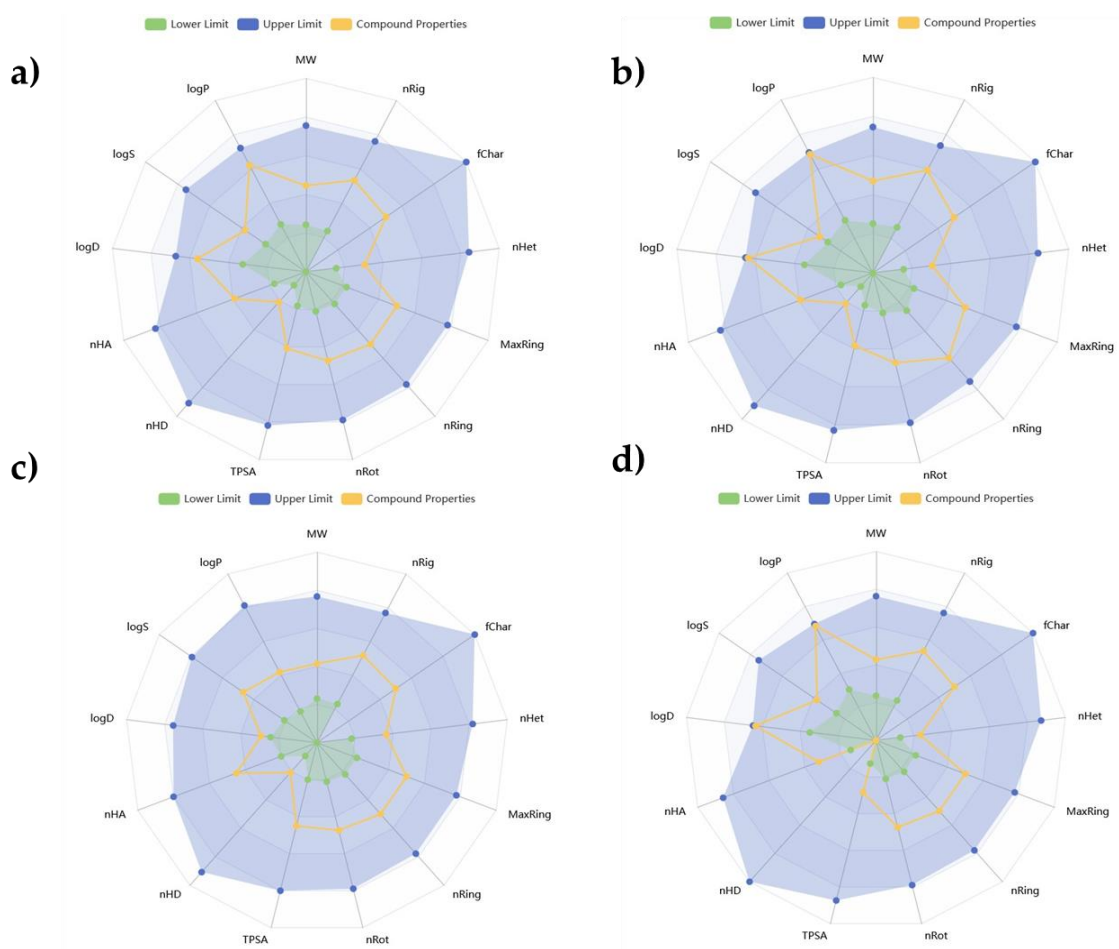 a)
Lower Limit Upper Limit Compound Properties
MW
nRig
fChar
nHet
MaxRing
nRing
nRot
TPSA
nHD
nHA
logD
logS
logP
b)
Lower Limit Upper Limit Compound Properties
MW
nRig
fChar
nHet
MaxRing
nRing
nRot
TPSA
nHD
nHA
logD
logS
logP
c)
Lower Limit Upper Limit Compound Properties
MW
nRig
fChar
nHet
MaxRing
nRing
nRot
TPSA
nHD
nHA
logD
logS
logP
d)
Lower Limit Upper Limit Compound Properties
MW
nRig
fChar
nHet
MaxRing
nRing
nRot
TPSA
nHD
nHA
logD
logS
logP